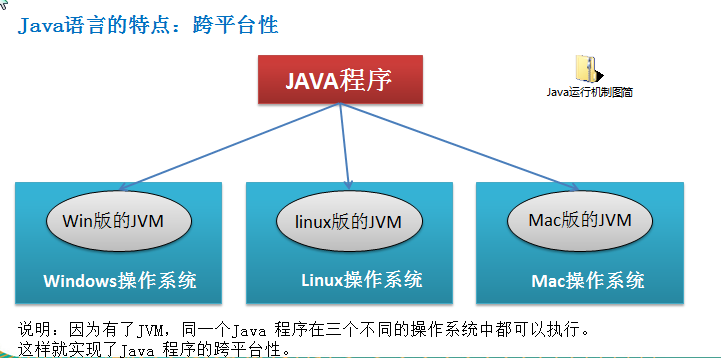 Java语言的特点：跨平台性
JAVA程序
Java运行机制图简
Win版的JVM
linux版的JVM
Mac版的JVM
Windows操作系统
Linux操作系统
Mac操作系统
说明：因为有了JVM，同一个Java 程序在三个不同的操作系统中都可以执行。
这样就实现了Java 程序的跨平台性。